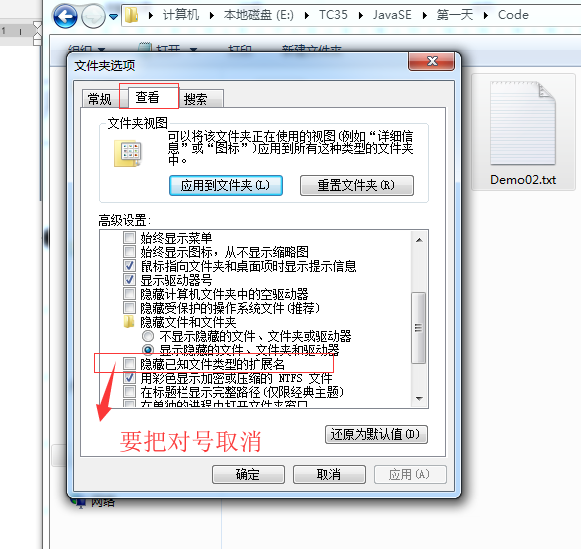 1
计算机 ▸ 本地磁盘 (E:) ▸ TC35 ▸ JavaSE ▸ 第一天 ▸ Code
组织 打开 打印 新建文件夹
文件夹选项
常规 查看 搜索
文件夹视图
可以将该文件夹正在使用的视图(例如“详细信
息”或“图标”)应用到所有这种类型的文件夹
中。
应用到文件夹(L) 重置文件夹(R)
高级设置:
始终显示菜单
始终显示图标，从不显示缩略图
鼠标指向文件夹和桌面项时显示提示信息
显示驱动器号
隐藏计算机文件夹中的空驱动器
隐藏受保护的操作系统文件(推荐)
隐藏文件和文件夹
不显示隐藏的文件、文件夹或驱动器
显示隐藏的文件、文件夹和驱动器
隐藏已知文件类型的扩展名
用彩色显示加密或压缩的 NTFS 文件
在标题栏显示完整路径(仅限经典主题)
在单独的进程中打开文件夹窗口
还原为默认值(D)
要把对号取消
确定 取消 应用(A)
Demo02.txt
网络